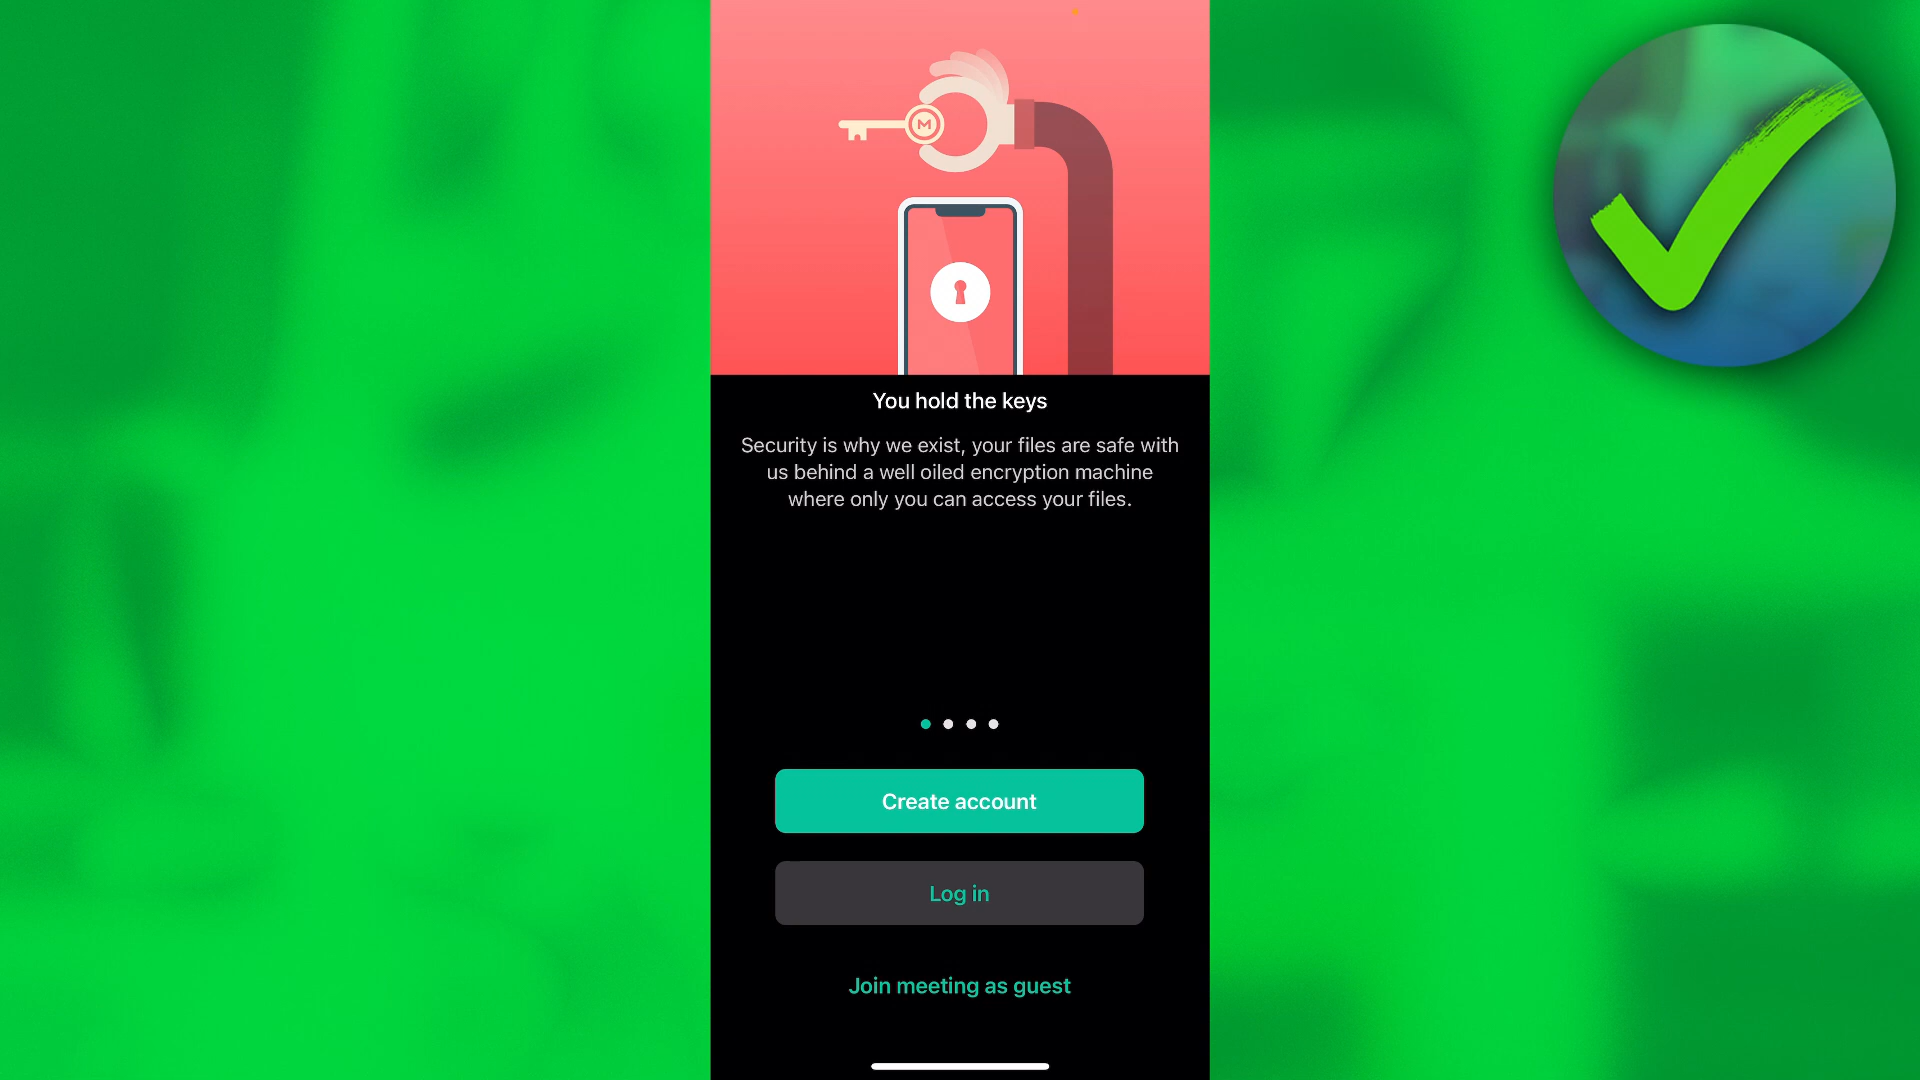 M
You hold the keys
Security is why we exist, your files are safe with
us behind a well oiled encryption machine
where only you can access your files.
Create account
Log in
Join meeting as guest